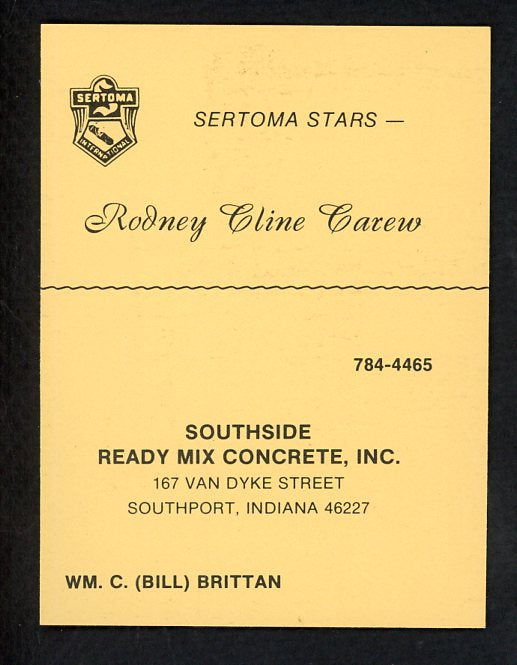 SERTOMA
INTERNATIONAL
SERTOMA STARS —
Rodney Cline Carew
784-4465
SOUTHSIDE
READY MIX CONCRETE, INC.
167 VAN DYKE STREET
SOUTHPORT, INDIANA 46227
WM. C. (BILL) BRITTAN